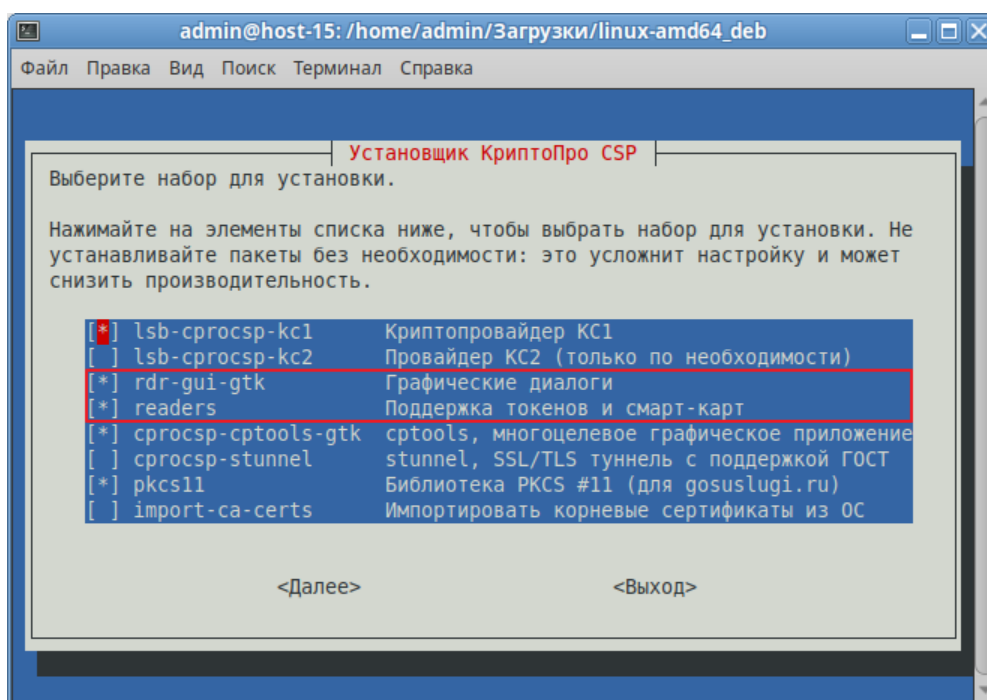 admin@host-15: /home/admin/Загрузки/linux-amd64_deb
Файл Правка Вид Поиск Терминал Справка
Установщик КриптоПро CSP
Выберите набор для установки.
Нажимайте на элементы списка ниже, чтобы выбрать набор для установки. Не
устанавливайте пакеты без необходимости: это усложнит настройку и может
снизить производительность.
[*] lsb-cprocsp-kc1 Криптопровайдер КС1
[ ] lsb-cprocsp-kc2 Провайдер КС2 (только по необходимости)
[*] rdr-gui-gtk Графические диалоги
[*] readers Поддержка токенов и смарт-карт
[*] cprocsp-cptools-gtk cptools, многоцелевое графическое приложение
[ ] cprocsp-stunnel stunnel, SSL/TLS туннель с поддержкой ГОСТ
[*] pkcs11 Библиотека PKCS #11 (для gosuslugi.ru)
[ ] import-ca-certs Импортировать корневые сертификаты из ОС
<Далее> <Выход>